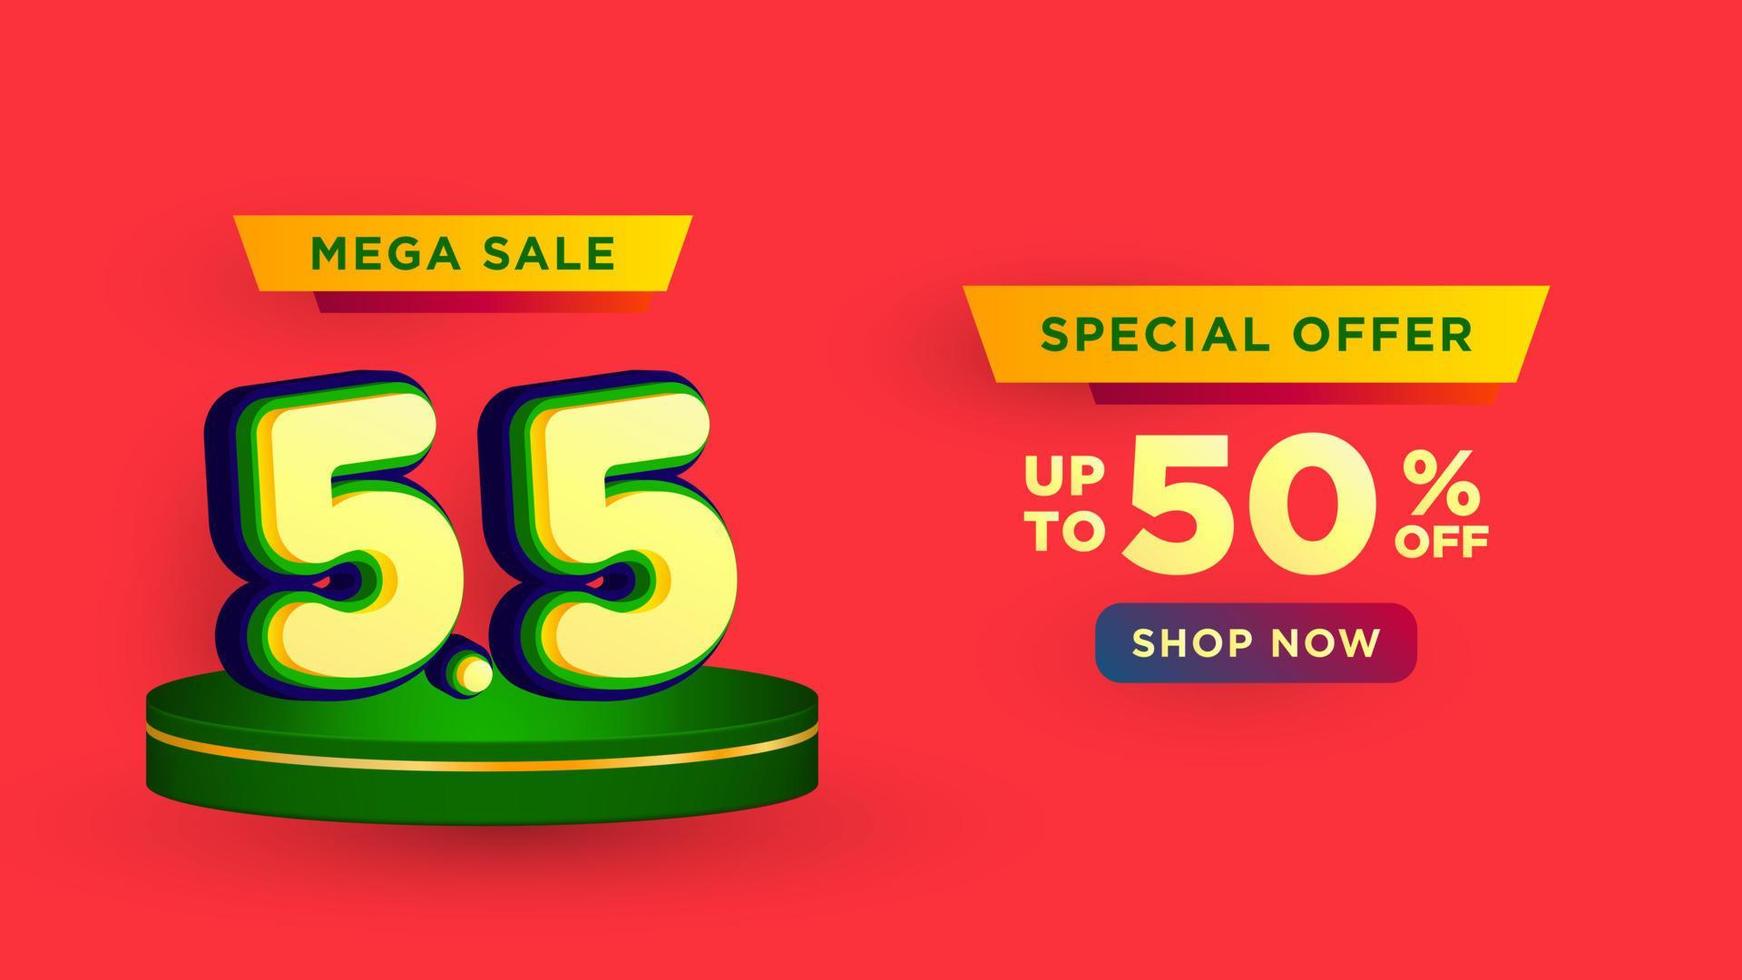 MEGA SALE
5.5
SPECIAL OFFER
UP TO 50% OFF
SHOP NOW